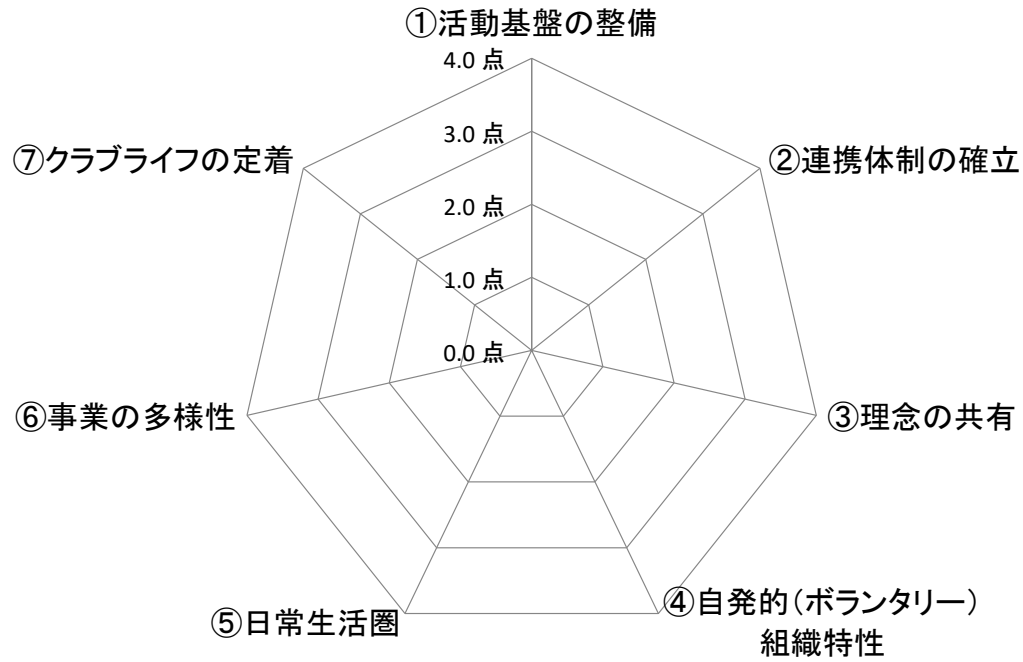 ①活動基盤の整備
4.0 点
3.0 点
⑦クラブライフの定着
②連携体制の確立
2.0 点
1.0 点
0.0 点
⑥事業の多様性
③理念の共有
④自発的(ボランタリー)
組織特性
⑤日常生活圏